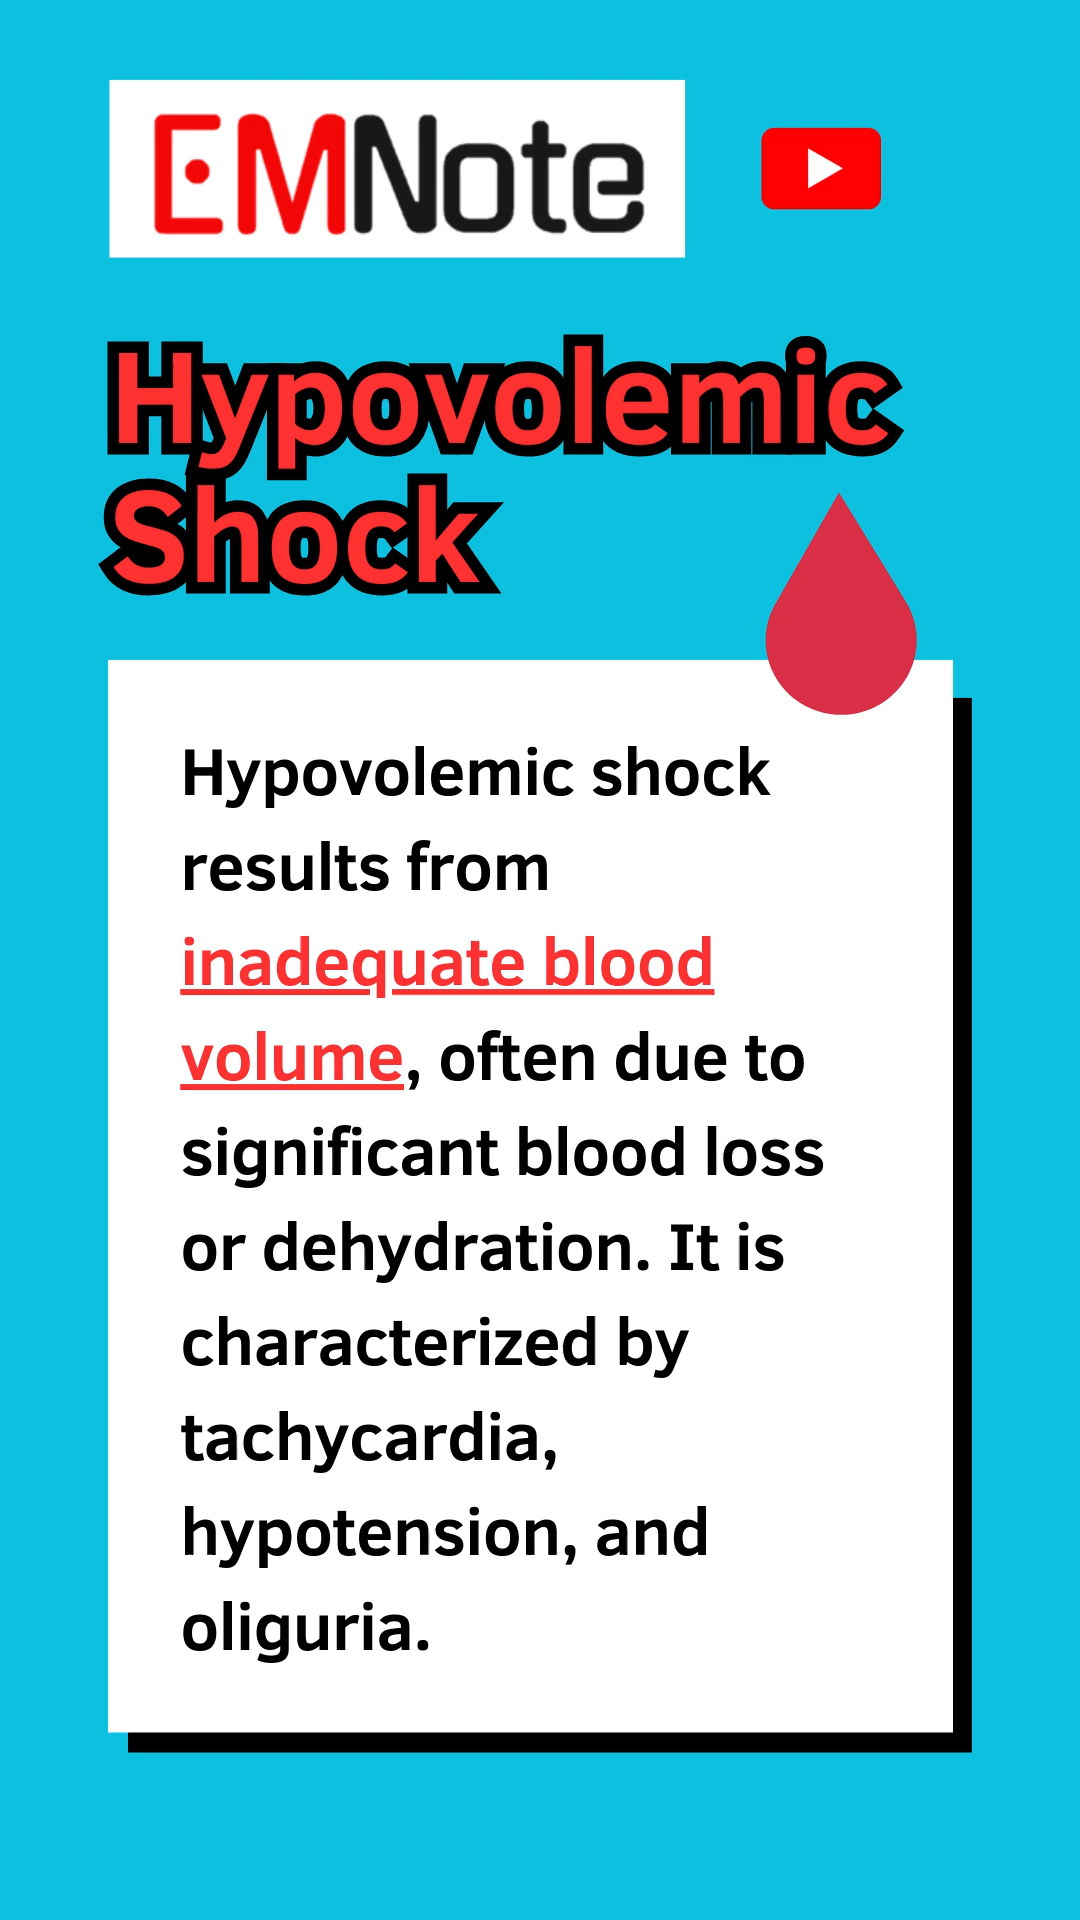 EMNote
Hypovolemic
Shock
Hypovolemic shock
results from
inadequate blood
volume, often due to
significant blood loss
or dehydration. It is
characterized by
tachycardia,
hypotension, and
oliguria.